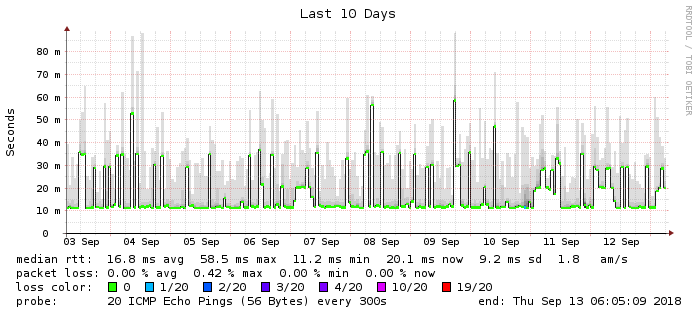 Last 10 Days
RRDTOOL / TOBI OETIKER
Seconds
80 m
70 m
60 m
50 m
40 m
30 m
20 m
10 m
0
03 Sep 04 Sep 05 Sep 06 Sep 07 Sep 08 Sep 09 Sep 10 Sep 11 Sep 12 Sep
median rtt: 16.8 ms avg 58.5 ms max 11.2 ms min 20.1 ms now 9.2 ms sd 1.8 am/s
packet loss: 0.00 % avg 0.42 % max 0.00 % min 0.00 % now
loss color: 0 1/20 2/20 3/20 4/20 10/20 19/20
probe: 20 ICMP Echo Pings (56 Bytes) every 300s end: Thu Sep 13 06:05:09 2018